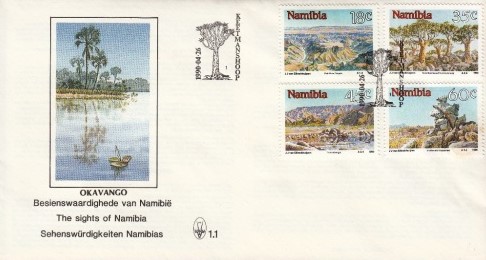 KEETMANSHOOP
1990-04-26
1
Namibia 18c
Namibia 35c
KEETMANSHOOP
1990-04-26
Namibia 45c
Namibia 60c
OKAVANGO
Besienswaardighede van Namibië
The sights of Namibia
Sehenswürdigkeiten Namibias
1.1